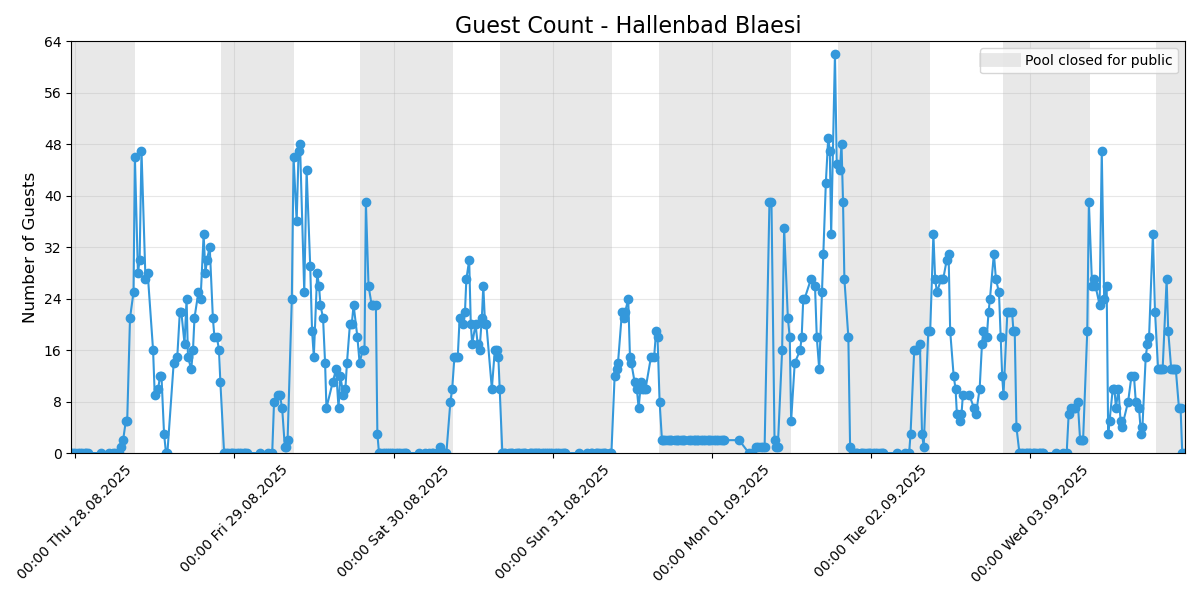 Guest Count - Hallenbad Blaesi
Number of Guests
64
56
48
40
32
24
16
8
0
Pool closed for public
00:00 Thu 28.08.2025
00:00 Fri 29.08.2025
00:00 Sat 30.08.2025
00:00 Sun 31.08.2025
00:00 Mon 01.09.2025
00:00 Tue 02.09.2025
00:00 Wed 03.09.2025